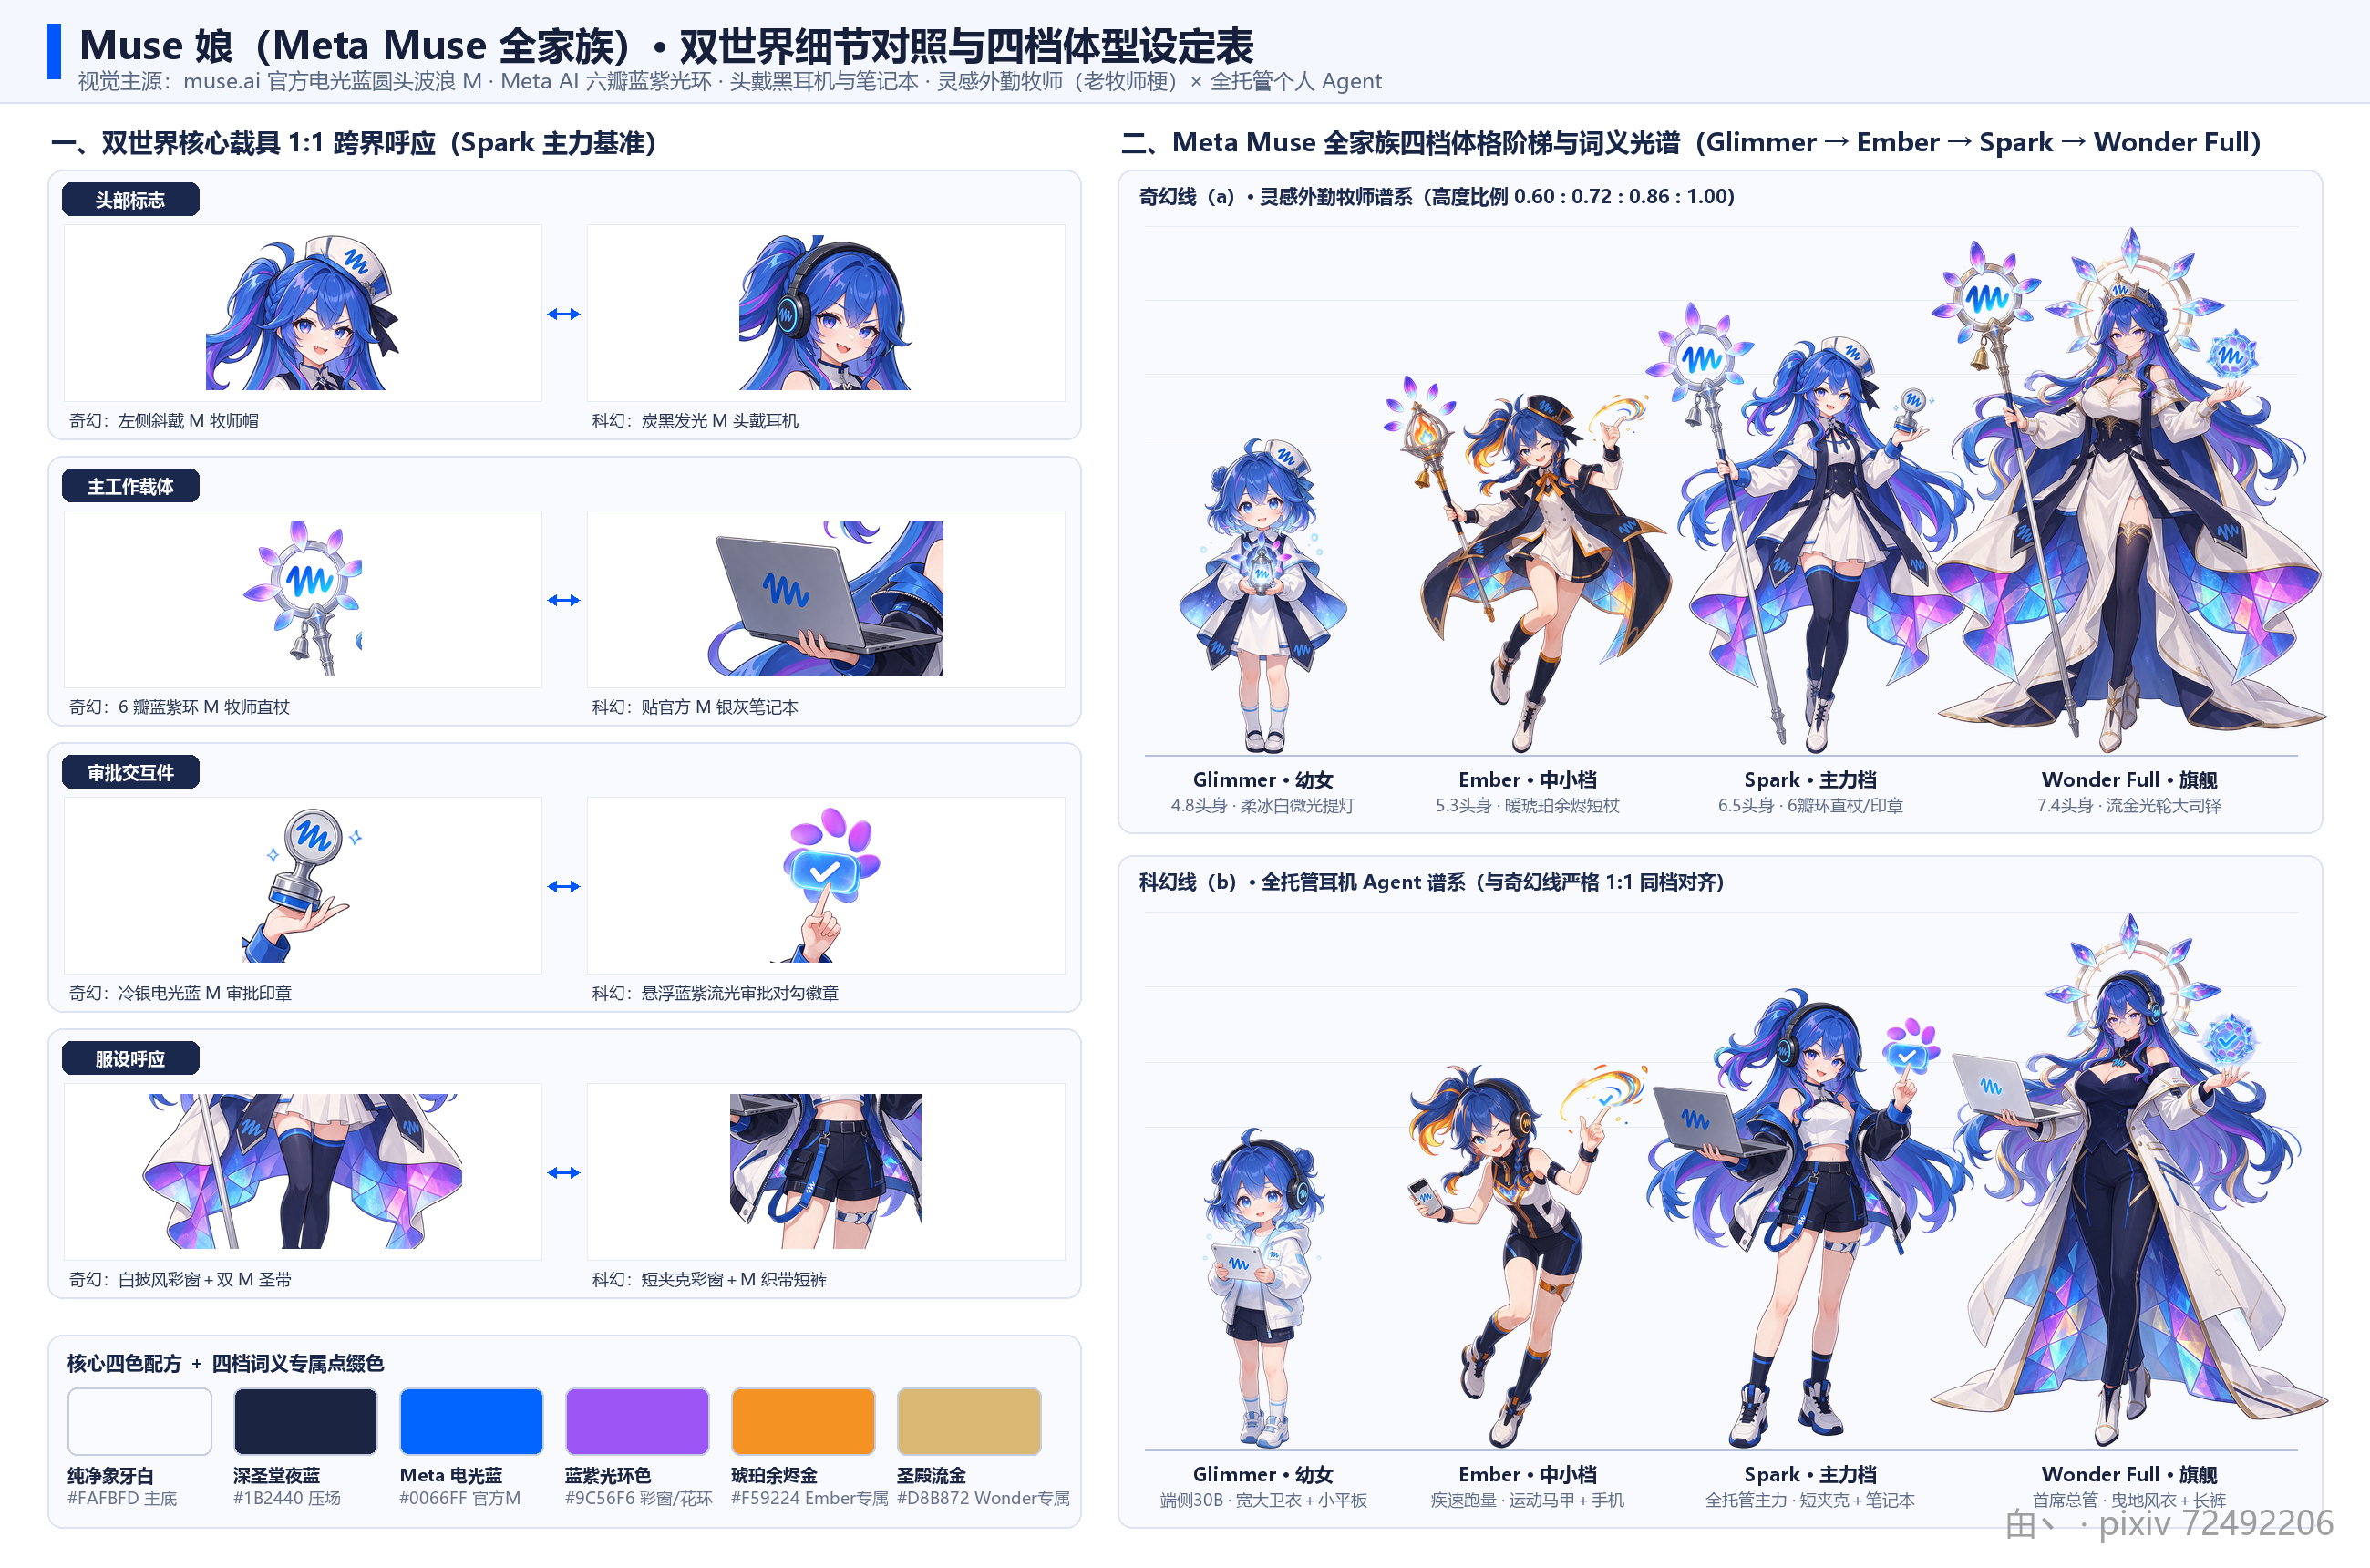 Muse 娘（Meta Muse 全家族）• 双世界细节对照与四档体型设定表
视觉主源：muse.ai 官方电光蓝圆头波浪 M · Meta AI 六瓣蓝紫光环 · 头戴黑耳机与笔记本 · 灵感外勤牧师（老牧师梗）× 全托管个人 Agent
一、双世界核心载具 1:1 跨界呼应（Spark 主力基准）
头部标志
奇幻：左侧斜戴 M 牧师帽
科幻：炭黑发光 M 头戴耳机
主工作载体
奇幻：6 瓣蓝紫环 M 牧师直杖
科幻：贴官方 M 银灰笔记本
审批交互件
奇幻：冷银电光蓝 M 审批印章
科幻：悬浮蓝紫流光审批对勾徽章
服设呼应
奇幻：白披风彩窗 + 双 M 圣带
科幻：短夹克彩窗 + M 织带短裤
核心四色配方 + 四档词义专属点缀色
纯净象牙白
#FAFBFD 主底
深圣堂夜蓝
#1B2440 压场
Meta 电光蓝
#0066FF 官方M
蓝紫光环色
#9C56F6 彩窗/花环
琥珀余烬金
#F59224 Ember专属
圣殿流金
#D8B872 Wonder专属
二、Meta Muse 全家族四档体格阶梯与词义光谱（Glimmer → Ember → Spark → Wonder Full）
奇幻线（a）• 灵感外勤牧师谱系（高度比例 0.60 : 0.72 : 0.86 : 1.00）
Glimmer • 幼女
4.8头身 · 柔冰白微光提灯
Ember • 中小档
5.3头身 · 暖琥珀余烬短杖
Spark • 主力档
6.5头身 · 6瓣环直杖/印章
Wonder Full • 旗舰
7.4头身 · 流金光轮大司铎
科幻线（b）• 全托管耳机 Agent 谱系（与奇幻线严格 1:1 同档对齐）
Glimmer • 幼女
端侧30B · 宽大卫衣 + 小平板
Ember • 中小档
疾速跑量 · 运动马甲 + 手机
Spark • 主力档
全托管主力 · 短夹克 + 笔记本
Wonder Full • 旗舰
首席总管 · 曳地风衣 + 长裤
甶丶 · pixiv 72492206